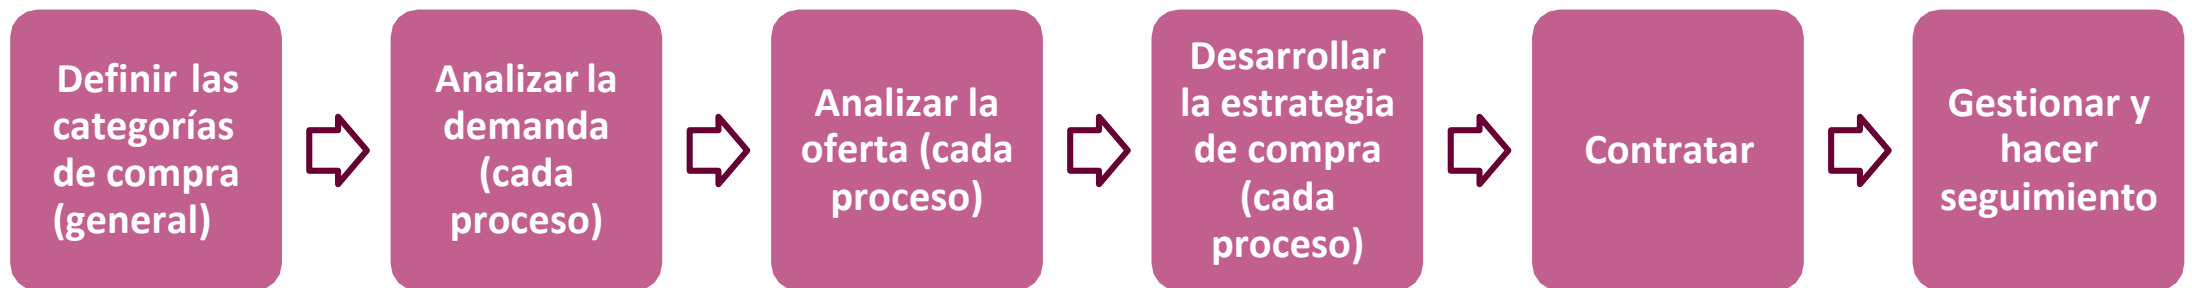 Definir las
categorías
de compra
(general)
Analizar la
demanda
(cada
proceso)
Analizar la
oferta (cada
proceso)
Desarrollar
la estrategia
de compra
(cada
proceso)
Contratar
Gestionar y
hacer
seguimiento